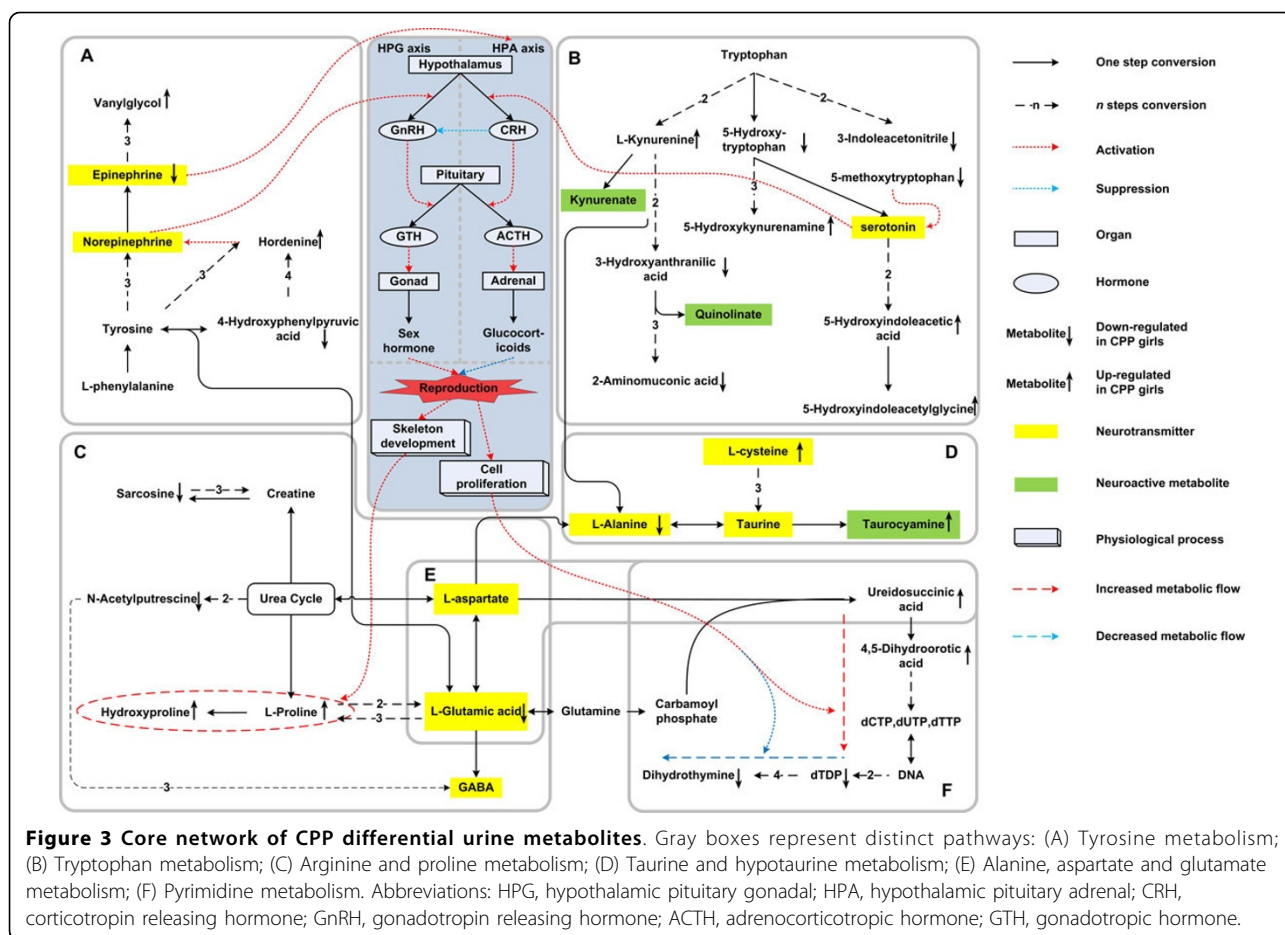 A
Vanylglycol
3
Epinephrine
Norepinephrine
3
3
Hordenine
4
Tyrosine
4-Hydroxyphenylpyruvic
acid
L-phenylalanine
HPG axis
HPA axis
Hypothalamus
GnRH
CRH
Pituitary
GTH
ACTH
Gonad
Adrenal
Sex
hormone
Glucocort-
icoids
Reproduction
Skeleton
development
Cell
proliferation
B
Tryptophan
2
2
L-Kynurenine
5-Hydroxy-
tryptophan
3-Indoleacetonitrile
5-methoxytryptophan
Kynurenate
2
3
serotonin
5-Hydroxykynurenamine
2
3-Hydroxyanthranilic
acid
Quinolinate
3
5-Hydroxyindoleacetic
acid
2-Aminomuconic acid
5-Hydroxyindoleacetylglycine
C
Sarcosine
3
Creatine
N-Acetylputrescine
2
Urea Cycle
Hydroxyproline
L-Proline
2
3
3
GABA
D
L-cysteine
3
L-Alanine
Taurine
Taurocyamine
E
L-aspartate
L-Glutamic acid
Glutamine
Carbamoyl
phosphate
Ureidosuccinic
acid
4,5-Dihydroorotic
acid
dCTP,dUTP,dTTP
Dihydrothymine
4
dTDP
2
DNA
F
One step conversion
n
n steps conversion
Activation
Suppression
Organ
Hormone
Metabolite
Down-regulated
in CPP girls
Metabolite
Up-regulated
in CPP girls
Neurotransmitter
Neuroactive metabolite
Physiological process
Increased metabolic flow
Decreased metabolic flow
Figure 3 Core network of CPP differential urine metabolites. Gray boxes represent distinct pathways: (A) Tyrosine metabolism;
(B) Tryptophan metabolism; (C) Arginine and proline metabolism; (D) Taurine and hypotaurine metabolism; (E) Alanine, aspartate and glutamate
metabolism; (F) Pyrimidine metabolism. Abbreviations: HPG, hypothalamic pituitary gonadal; HPA, hypothalamic pituitary adrenal; CRH,
corticotropin releasing hormone; GnRH, gonadotropin releasing hormone; ACTH, adrenocorticotropic hormone; GTH, gonadotropic hormone.